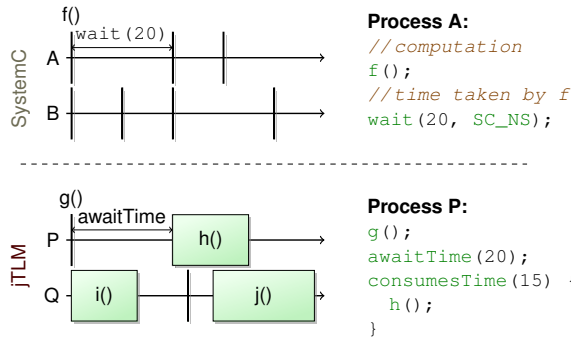 SystemC
f()
wait(20)
A
B
Process A:
//computation
f();
//time taken by f
wait(20, SC_NS);
jTLM
g()
awaitTime
P
h()
Q
i()
j()
Process P:
g();
awaitTime(20);
consumesTime(15) {
h();
}